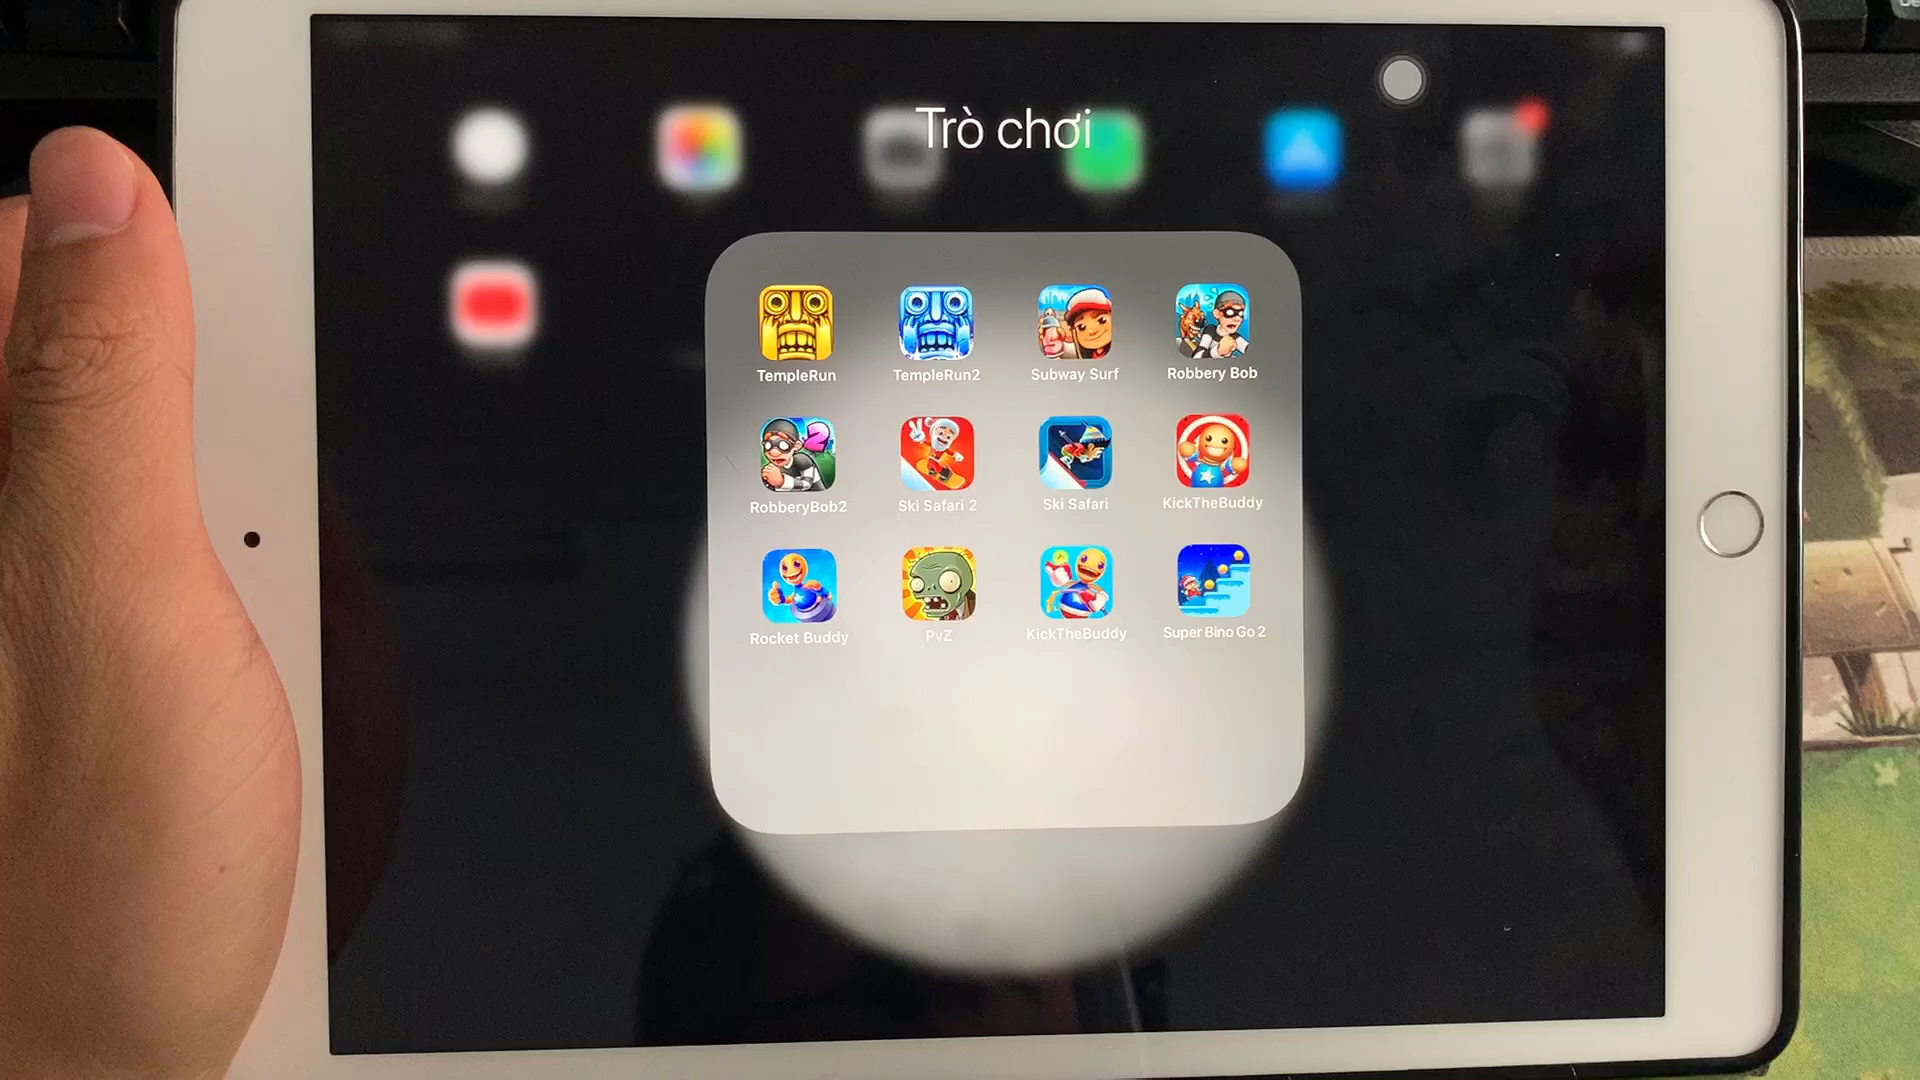 Trò chơi
TempleRun TempleRun2 Subway Surf Robbery Bob
2
RobberyBob2 Ski Safari 2 Ski Safari KickTheBuddy
Rocket Buddy PvZ KickTheBuddy Super Bino Go 2